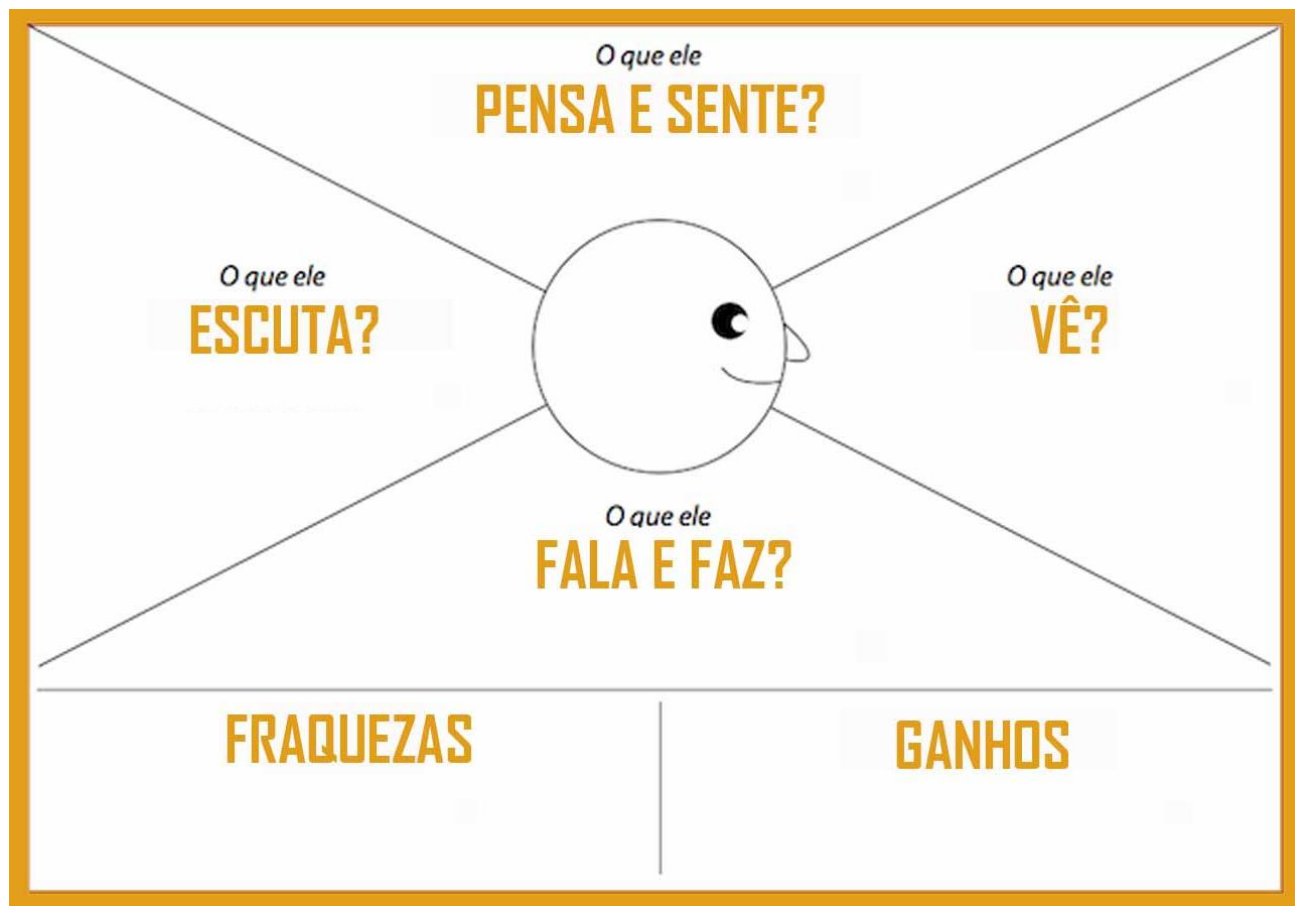 O que ele
PENSA E SENTE?
O que ele
ESCUTA?
O que ele
VÊ?
O que ele
FALA E FAZ?
FRAQUEZAS
GANHOS